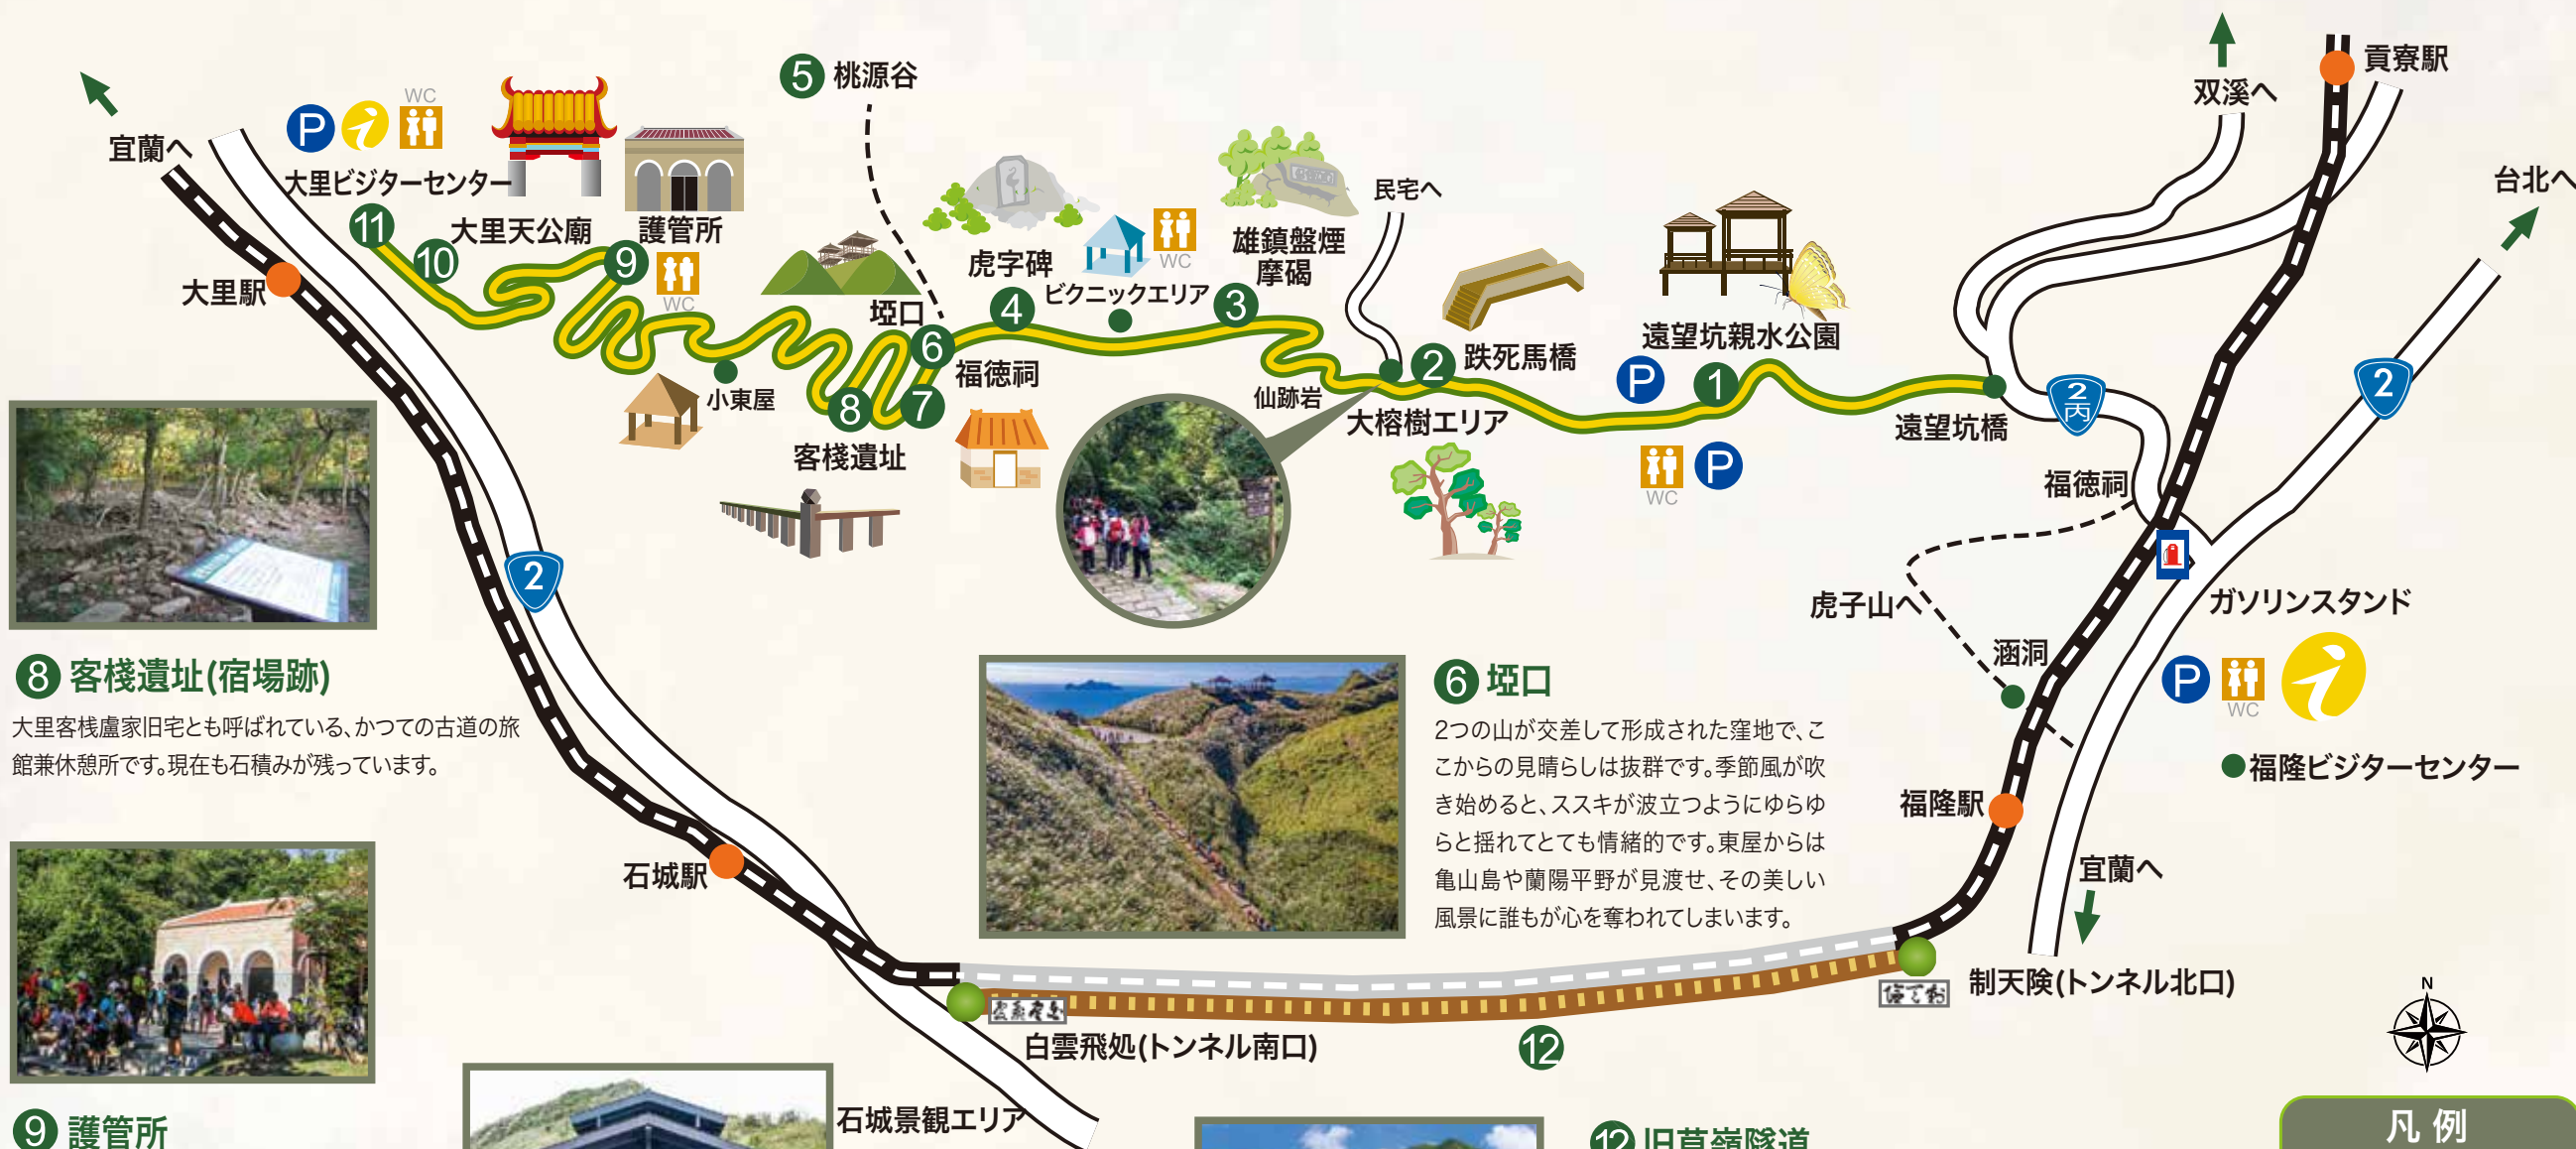 5 桃源谷
双溪へ
貢寮駅
宜蘭へ
P
WC
大里ビジターセンター
11
10
大里天公廟
護管所
9
WC
大里駅
埡口
6
福徳祠
7
8
客棧遺址
小東屋
虎字碑
4
ピクニックエリア
WC
雄鎮盤煙
摩碣
3
民宅へ
仙跡岩
2 跌死馬橋
大榕樹エリア
遠望坑親水公園
P
1
WC
P
遠望坑橋
台北へ
2
丙
2
福徳祠
虎子山へ
涵洞
ガソリンスタンド
P
WC
福隆ビジターセンター
福隆駅
宜蘭へ
制天険(トンネル北口)
2
8 客棧遺址(宿場跡)
大里客桟盧家旧宅とも呼ばれている、かつての古道の旅
館兼休憩所です。現在も石積みが残っています。
6 埡口
2つの山が交差して形成された窪地で、こ
こからの見晴らしは抜群です。季節風が吹
き始めると、ススキが波立つようにゆらゆ
らと揺れてとても情緒的です。東屋からは
亀山島や蘭陽平野が見渡せ、その美しい
風景に誰もが心を奪われてしまいます。
石城駅
白雲飛処(トンネル南口)
12
N
石城景観エリア
9 護管所
12 旧草嶺隧道
凡例